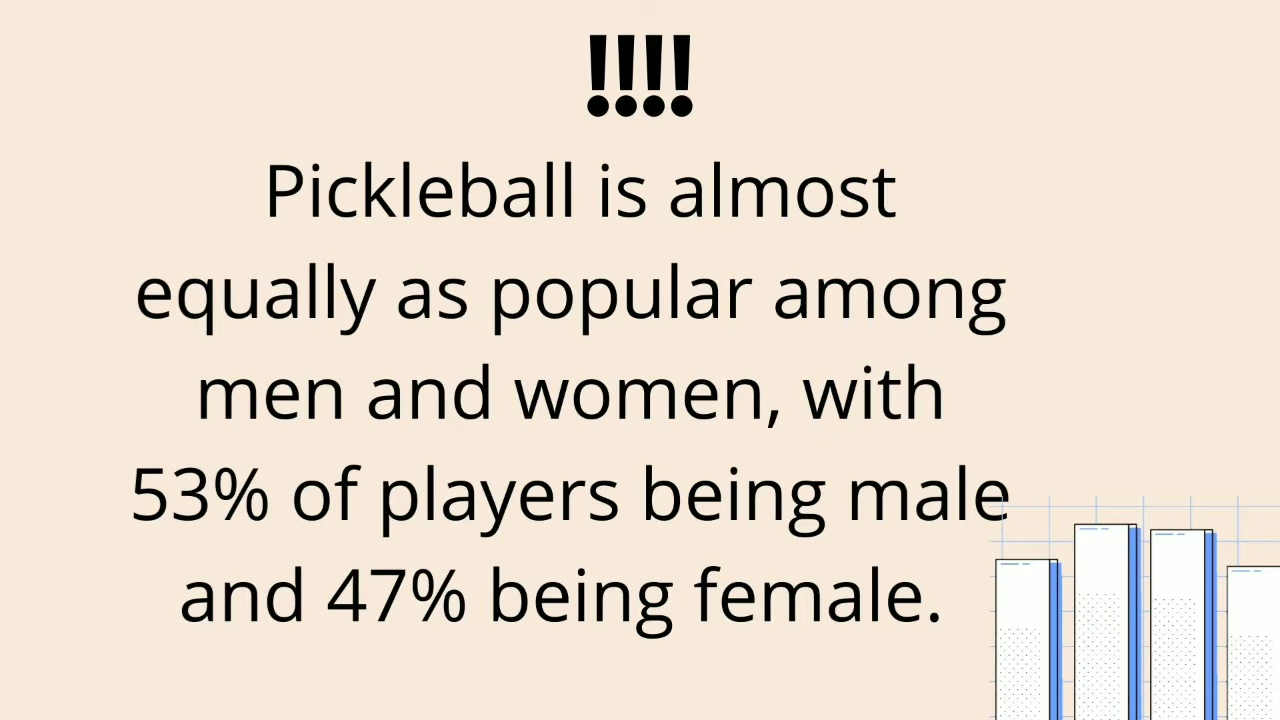 !!!!
Pickleball is almost
equally as popular among
men and women, with
53% of players being male
and 47% being female.